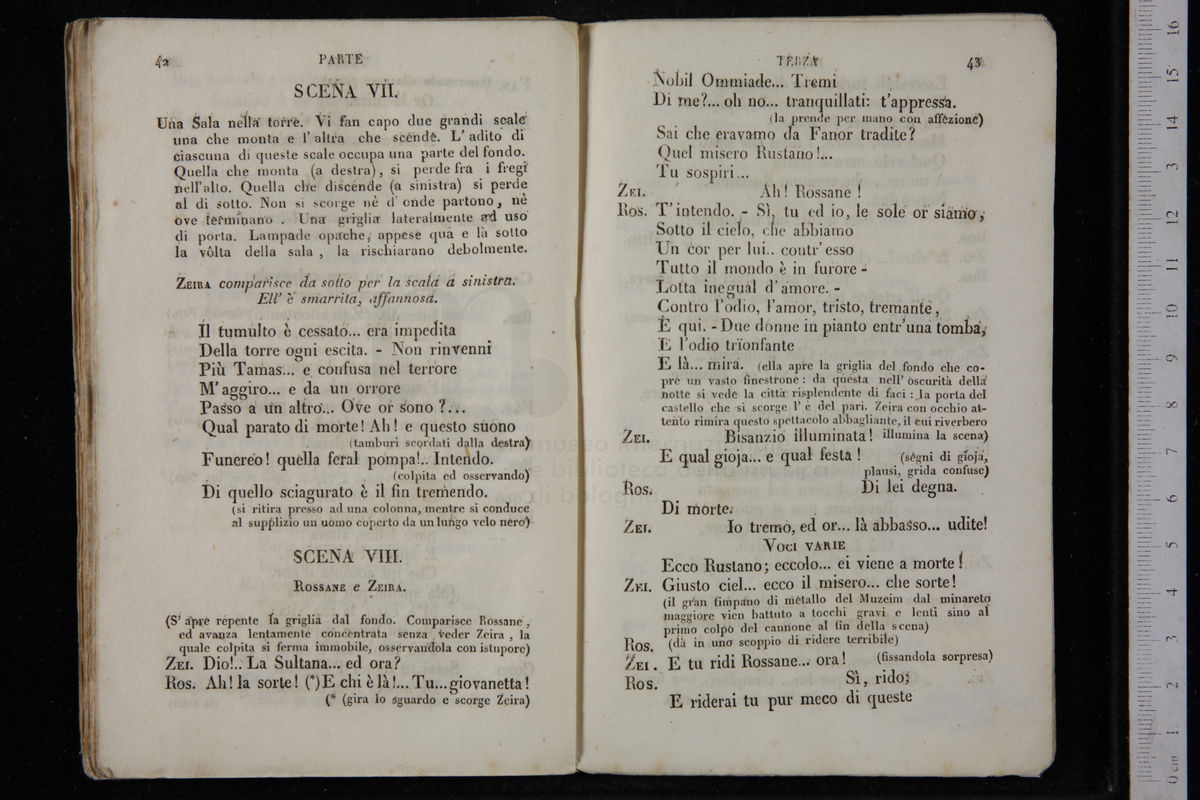 42 PARTE
SCENA VII.
Una Sala nella torre. Vi fan capo due grandi scale
una che monta e l'altra che scende. L'adito di
ciascuna di queste scale occupa una parte del fondo.
Quella che monta (a destra), si perde fra i fregi
nell'alto. Quella che discende (a sinistra) si perde
al di sotto. Non si scorge nè d'onde partono, nè
ove terminano . Una griglia lateralmente ad uso
di porta. Lampade opache, appese quà e là sotto
la vôlta della sala , la rischiarano debolmente.
ZEIRA comparisce da sotto per la scala a sinistra.
Ell' è smarrita, affannosa.
Il tumulto è cessato... era impedita
Della torre ogni escita. - Non rinvenni
Più Tamas... e confusa nel terrore
M'aggiro... e da un orrore
Passo a un altro... Ove or sono ?...
Qual parato di morte! Ah! e questo suono
(tamburi scordati dalla destra)
Funereo! quella feral pompa!.. Intendo.
(colpita ed osservando)
Di quello sciagurato è il fin tremendo.
(si ritira presso ad una colonna, mentre si conduce
al supplizio un uomo coperto da un lungo velo nero)
SCENA VIII.
ROSSANE e ZEIRA.
(S'apre repente la griglia dal fondo. Comparisce Rossane,
ed avanza lentamente concentrata senza veder Zeira , la
quale colpita si ferma immobile, osservandola con istupore)
ZEI. Dio!.. La Sultana... ed ora?
Ros. Ah! la sorte! (*) E chi è là!... Tu...giovanetta!
(* (gira lo sguardo e scorge Zeira)
TERZA 43
Nobil Ommiade... Tremi
Di me?... oh no... tranquillati: t'appressa.
(la prende per mano con affezione)
Sai che eravamo da Fanor tradite?
Quel misero Rustano!...
Tu sospiri...
ZEI. Ah! Rossane !
Ros. T'intendo. - Sì, tu ed io, le sole or siamo,
Sotto il cielo, che abbiamo
Un cor per lui.. contr'esso
Tutto il mondo è in furore -
Lotta inegual d'amore. -
Contro l'odio, l'amor, tristo, tremante,
È qui. - Due donne in pianto entr'una tomba,
E l'odio trïonfante
E là... mira. (ella apre la griglia del fondo che co-
pre un vasto finestrone : da questa nell' oscurità della
notte si vede la città risplendente di faci : la porta del
castello che si scorge l' è del pari. Zeira con occhio at-
tento rimira questo spettacolo abbagliante, il cui riverbero
ZEI. Bisanzio illuminata! illumina la scena)
E qual gioja... e qual festa ! (sègni di gioja,
plausi, grida confuse)
Ros. Di lei degna.
Di morte.
ZEI. Io tremo, ed or... là abbasso... udite!
VOCI VARIE
Ecco Rustano; eccolo... ei viene a morte !
ZEI. Giusto ciel... ecco il misero... che sorte!
(il gran timpano di metallo del Muzeim dal minareto
maggiore vien battuto a tocchi gravi e lenti sino al
primo colpo del cannone al fin della scena)
Ros. (dà in uno scoppio di ridere terribile)
ZEI. E tu ridi Rossane... ora! (fissandola sorpresa)
Ros. Sì, rido;
E riderai tu pur meco di queste